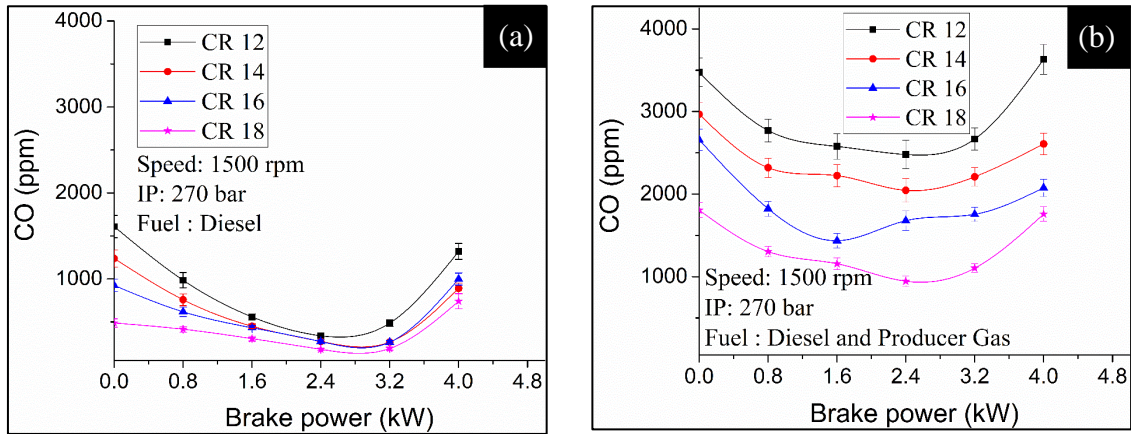 (a)
4000
3000
2000
1000
CO (ppm)
CR 12
CR 14
CR 16
CR 18
Speed: 1500 rpm
IP: 270 bar
Fuel : Diesel
0.0 0.8 1.6 2.4 3.2 4.0 4.8
Brake power (kW)
(b)
4000
3000
2000
1000
CO (ppm)
CR 12
CR 14
CR 16
CR 18
Speed: 1500 rpm
IP: 270 bar
Fuel : Diesel and Producer Gas
0.0 0.8 1.6 2.4 3.2 4.0 4.8
Brake power (kW)